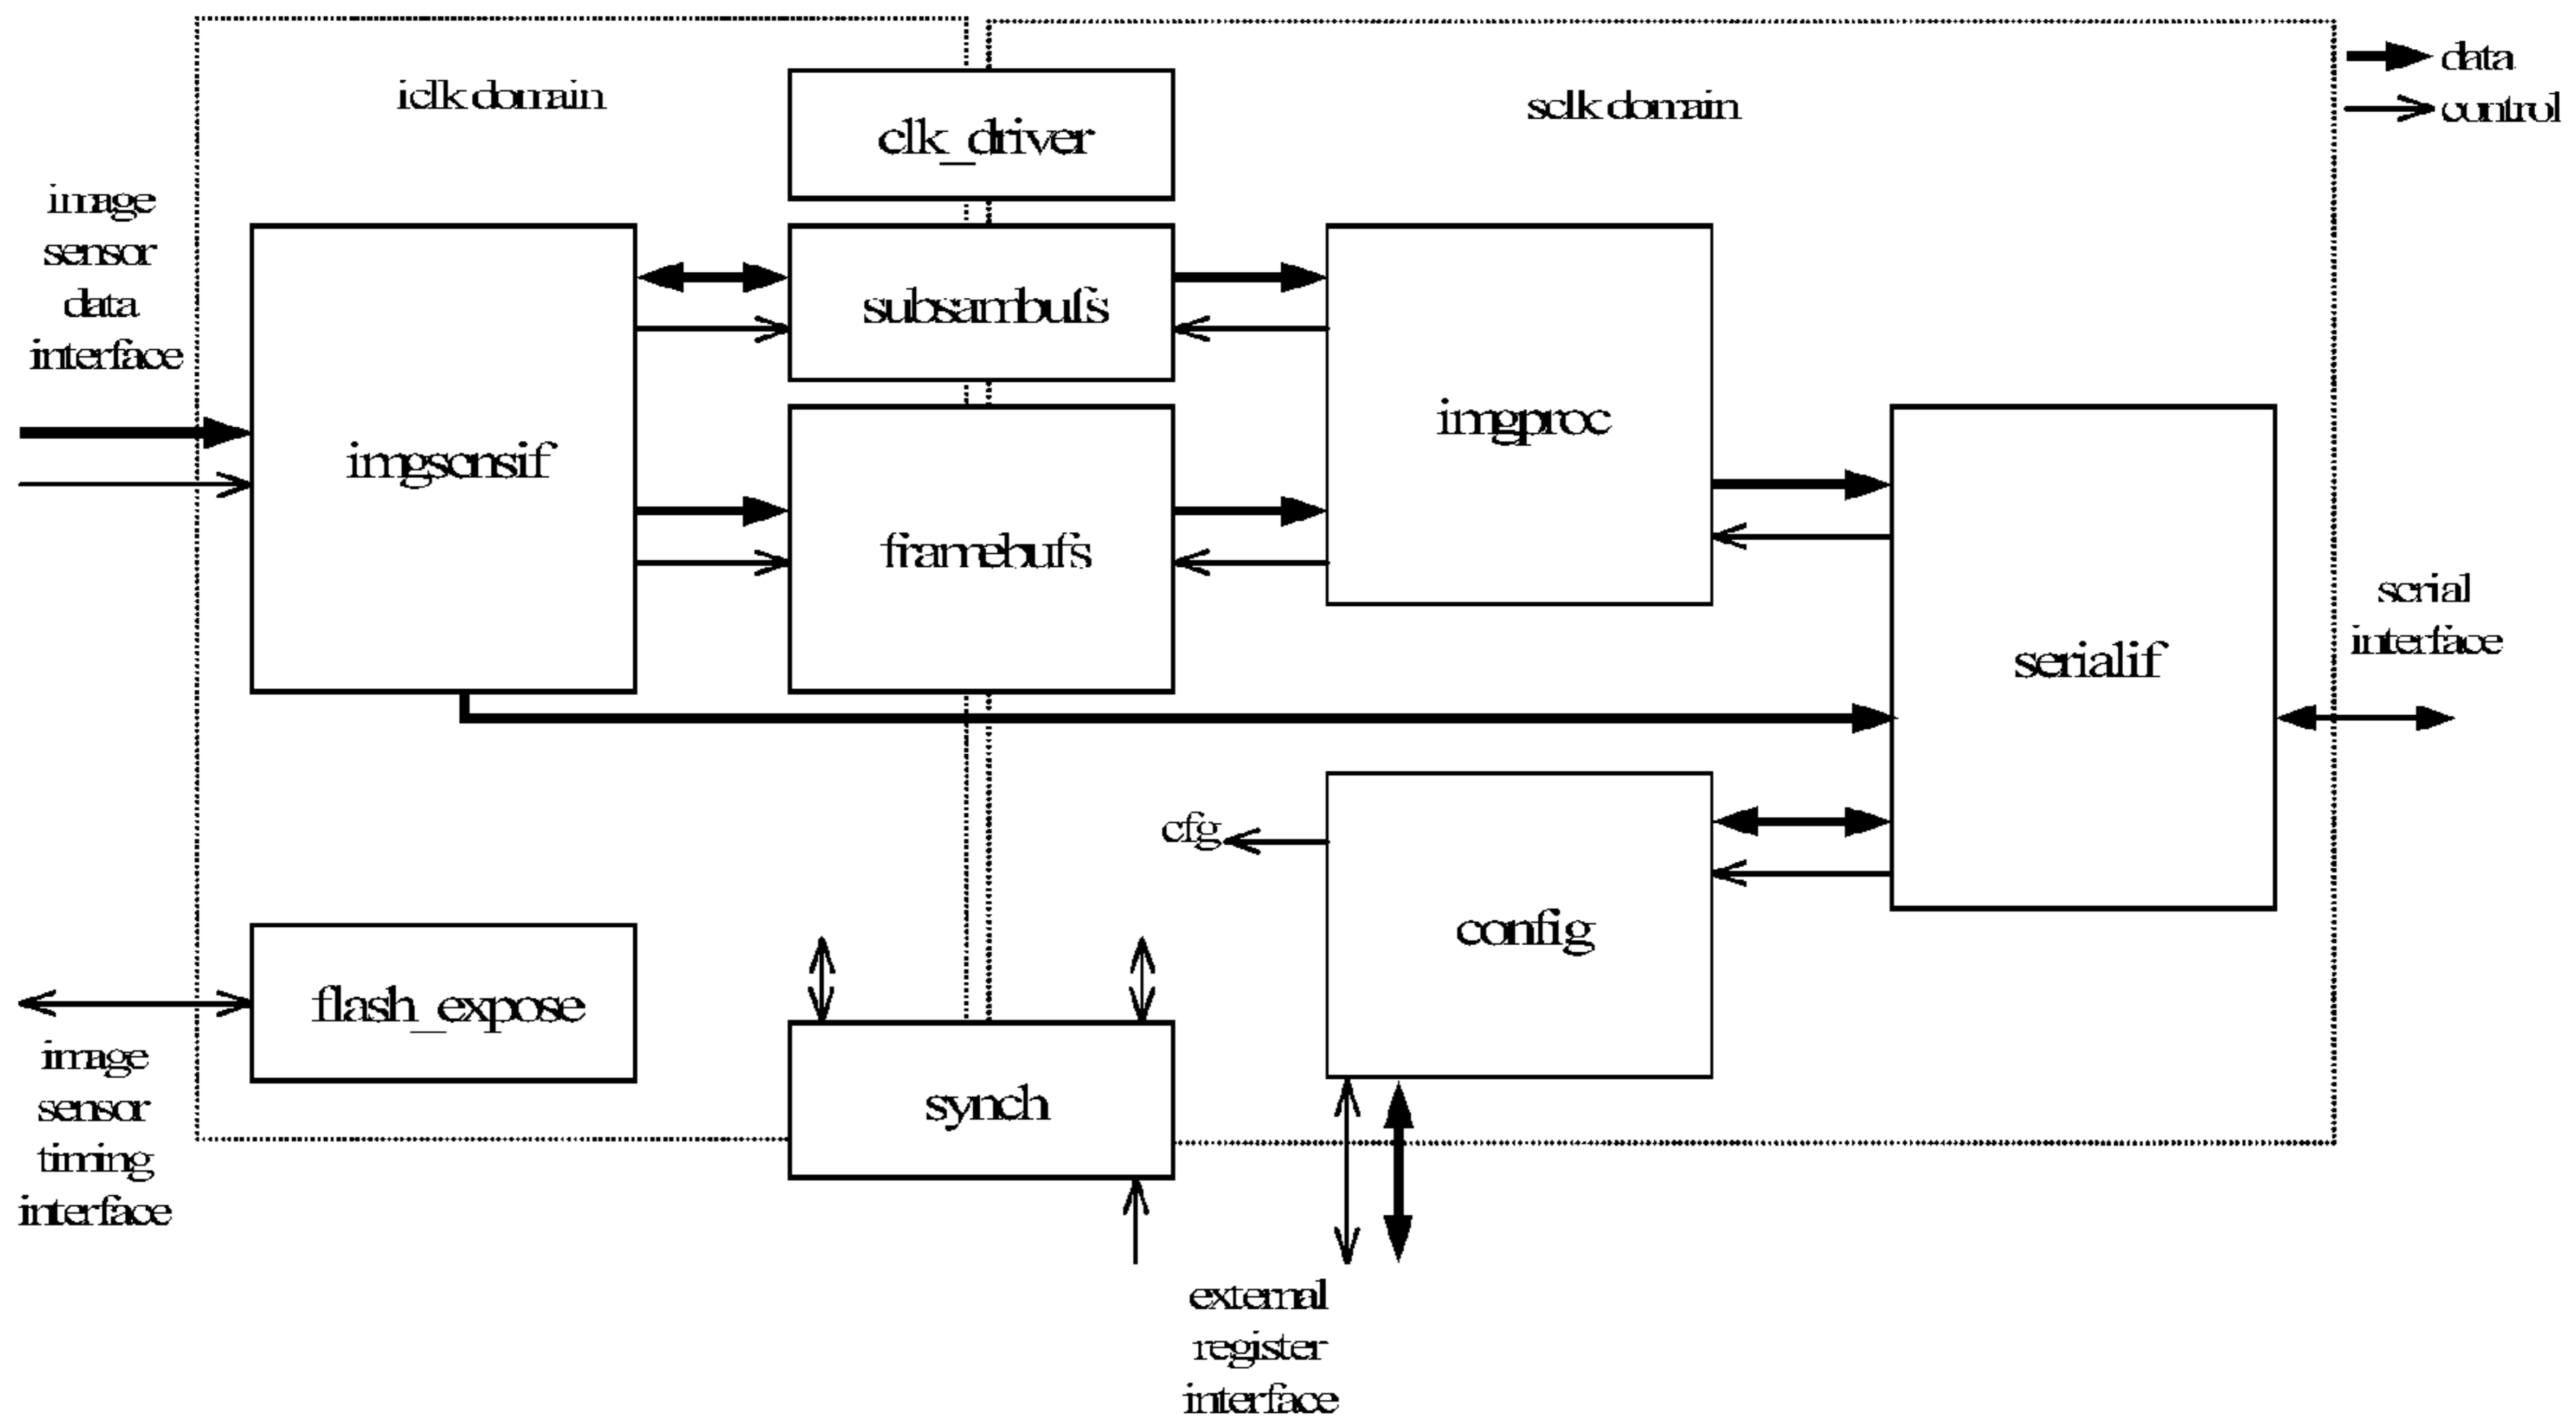 iclk domain
clk_driver
sclk domain
data
control
image
sensor
data
interface
subsambufs
imgproc
imgsensif
framebufs
serial
interface
serialif
cfg
config
flash_expose
image
sensor
timing
interface
synch
external
register
interface